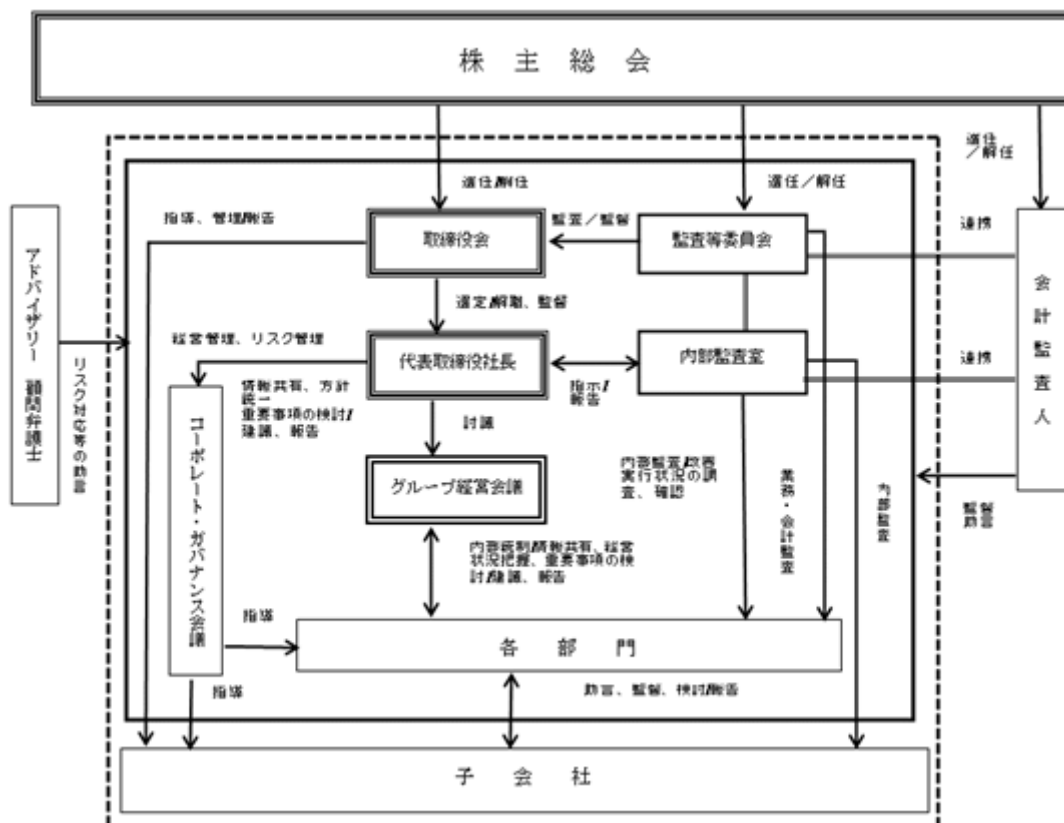 株主総会
選任/解任
選任／解任
選任
／解任
指導、管理/報告
取締役会
監査／監督
監査等委員会
連携
アドバイザリー 顧問弁護士
会計監査人
選定/解職、監督
経営管理、リスク管理
代表取締役社長
内部監査室
連携
リスク対応等の助言
情報共有、方針
統一
重要事項の検討/
建議、報告
指示/
報告
コーポレート・ガバナンス会議
討議
グループ経営会議
内部監査/改善
実行状況の調
査、確認
業務・会計監査
内部監査
監督
助言
内部統制/情報共有、経営
状況把握、重要事項の検
討/建議、報告
指導
各部門
指導
助言、監督、検討/報告
子会社